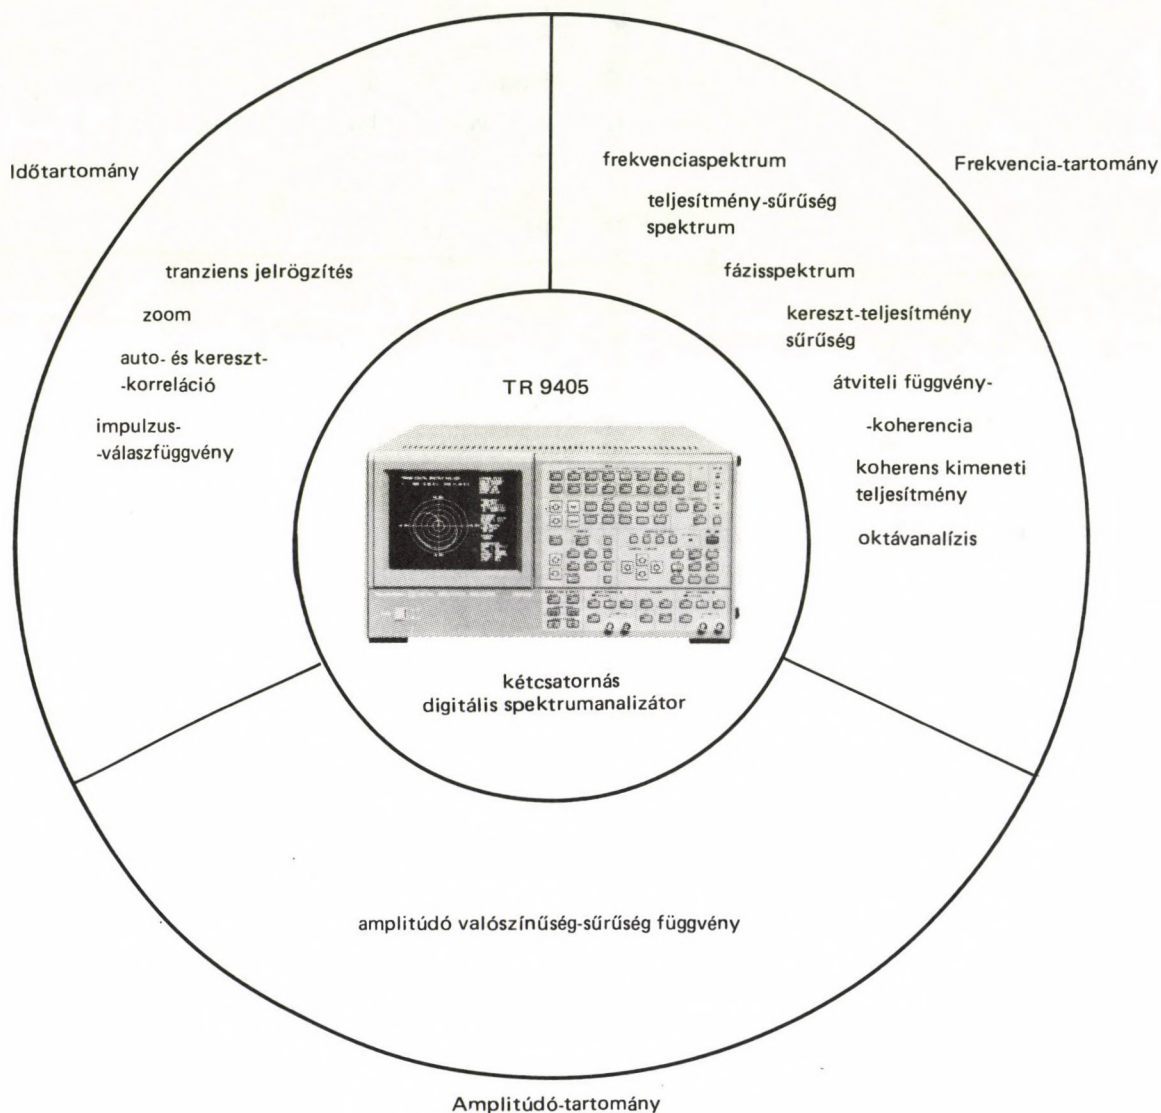 Időtartomány
tranziens jelrögzítés
zoom
auto- és kereszt-
-korreláció
impulzus-
-válaszfüggvény
frekvenciaspektrum
teljesítmény-sűrűség
spektrum
fázisspektrum
kereszt-teljesítmény
sűrűség
átviteli függvény-
-koherencia
koherens kimeneti
teljesítmény
oktávanalízis
Frekvencia-tartomány
TR 9405
kétcsatornás
digitális spektrumanalizátor
amplitúdó valószínűség-sűrűség függvény
Amplitúdó-tartomány